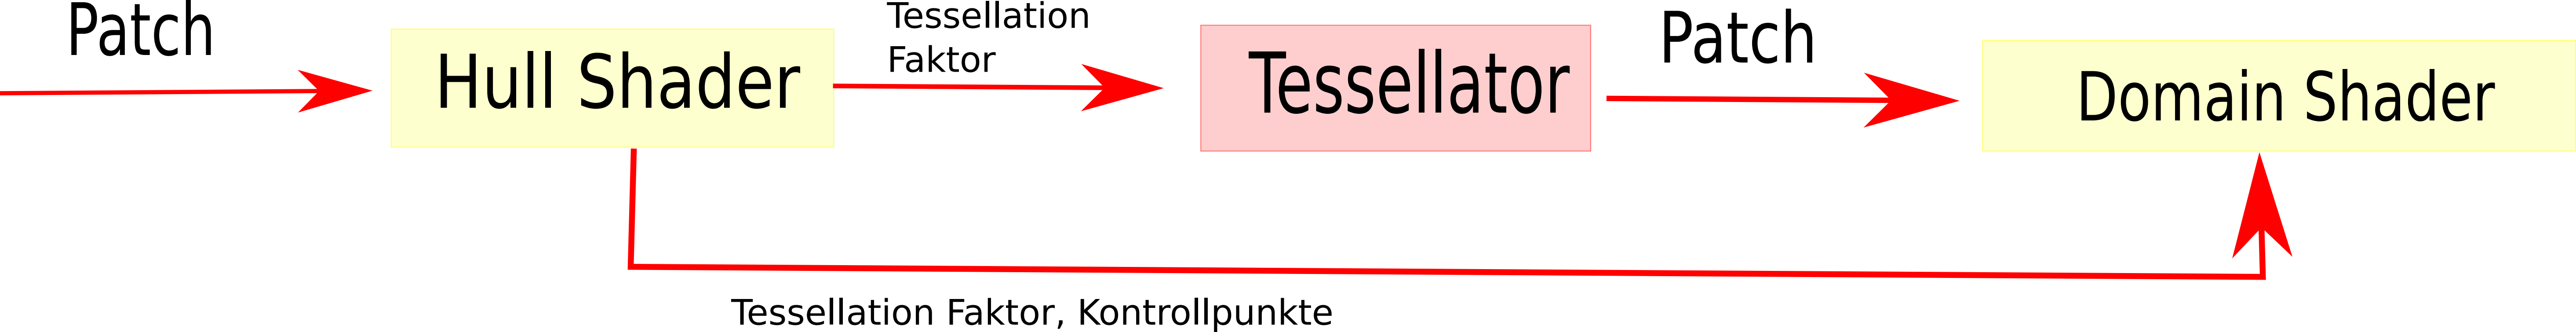 Patch
Hull Shader
Tessellation
Faktor
Tessellator
Patch
Domain Shader
Tessellation Faktor, Kontrollpunkte